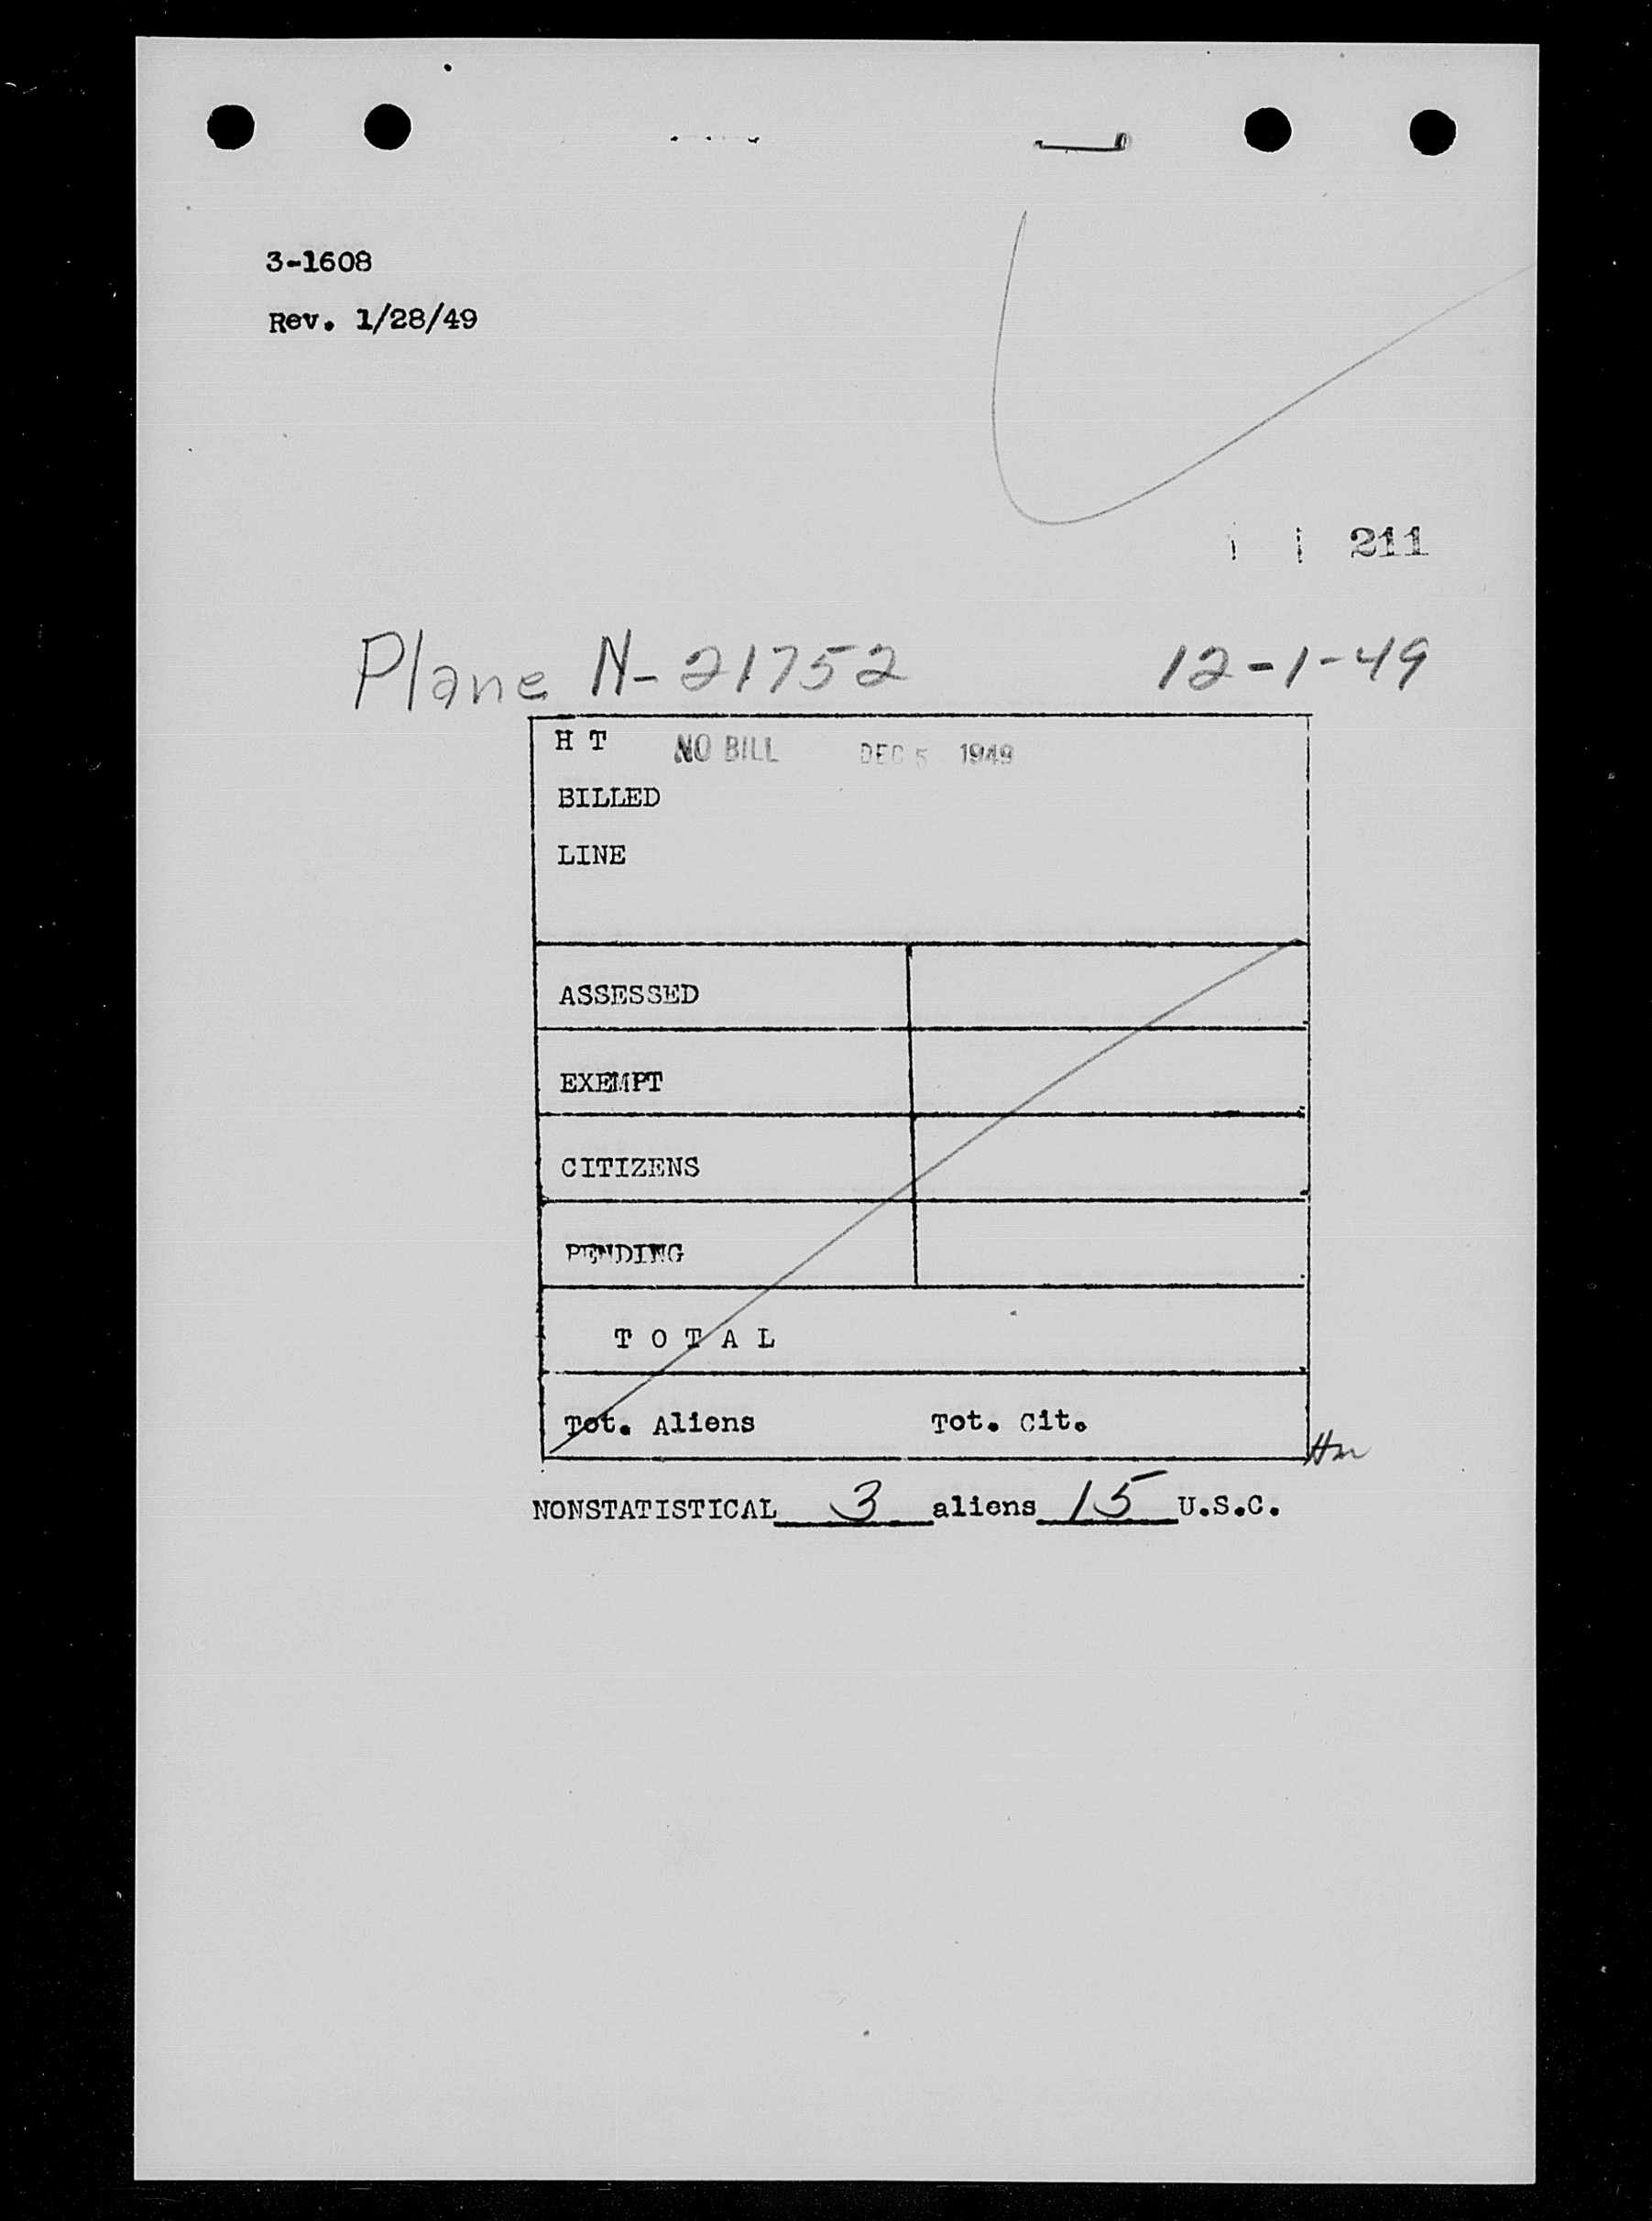 3-1608
Rev. 1/28/49
211
Plane N-21752 12-1-49
H T NO BILL DEC 5 1949
BILLED
LINE
ASSESSED
EXEMPT
CITIZENS
PENDING
T O T A L
Tot. Aliens Tot. Cit.
NONSTATISTICAL 3 aliens 15 U.S.C.